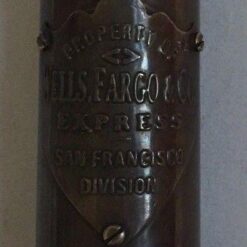 PROPERTY OF
WELLS, FARGO & CO.
EXPRESS
SAN FRANCISCO
DIVISION